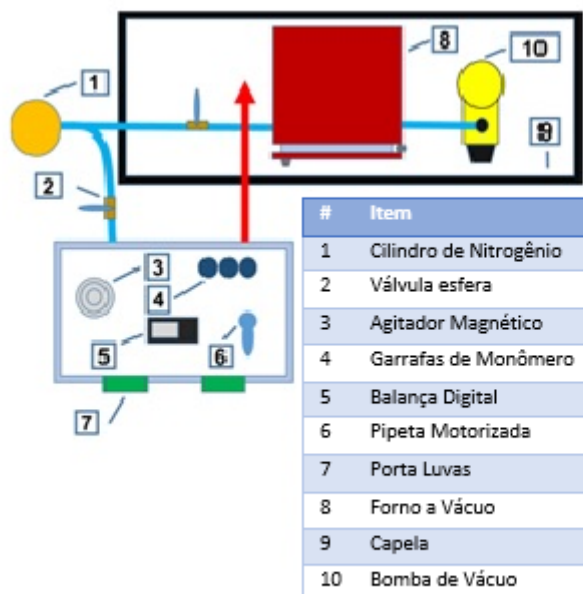 1
8
10
2
9
3
4
5
6
7
# Item
1 Cilindro de Nitrogênio
2 Válvula esfera
3 Agitador Magnético
4 Garrafas de Monômero
5 Balança Digital
6 Pipeta Motorizada
7 Porta Luvas
8 Forno a Vácuo
9 Capela
10 Bomba de Vácuo